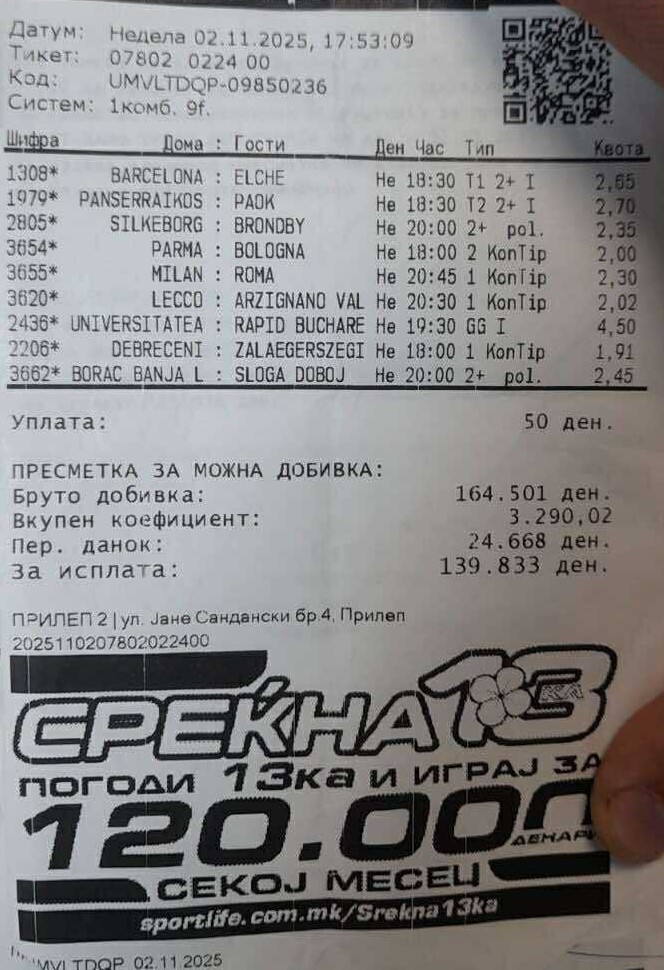 Датум: Недела 02.11.2025, 17:53:09
Тикет: 07802 0224 00
Код: UMVLTDQP-09850236
Систем: 1комб. 9f.
Шифра Дома : Гости Ден Час Тип Квота
1308* BARCELONA : ELCHE Не 18:30 T1 2+ I 2,65
1979* PANSERRAIKOS : PAOK Не 18:30 T2 2+ I 2,70
2805* SILKEBORG : BRONDBY Не 20:00 2+ pol. 2,35
3654* PARMA : BOLOGNA Не 18:00 2 KonTip 2,00
3655* MILAN : ROMA Не 20:45 1 KonTip 2,30
3620* LECCO : ARZIGNANO VAL Не 20:30 1 KonTip 2,02
2436* UNIVERSITATEA : RAPID BUCHARE Не 19:30 GG I 4,50
2206* DEBRECENI : ZALAEGERSZEGI Не 18:00 1 KonTip 1,91
3662* BORAC BANJA L : SLOGA DOBOJ Не 20:00 2+ pol. 2,45
Уплата: 50 ден.
ПРЕСМЕТКА ЗА МОЖНА ДОБИВКА:
Бруто добивка: 164.501 ден.
Вкупен коефициент: 3.290,02
Пер. данок: 24.668 ден.
За исплата: 139.833 ден.
ПРИЛЕП 2 | ул. Јане Сандански бр.4, Прилеп
2025110207802022400
СРЕЌНА 13КА
ПОГОДИ 13ка И ИГРАЈ ЗА
120.000
ДЕНАРИ
СЕКОЈ МЕСЕЦ
sportlife.com.mk/Srekna13ka
UMVLTDQP 02.11.2025